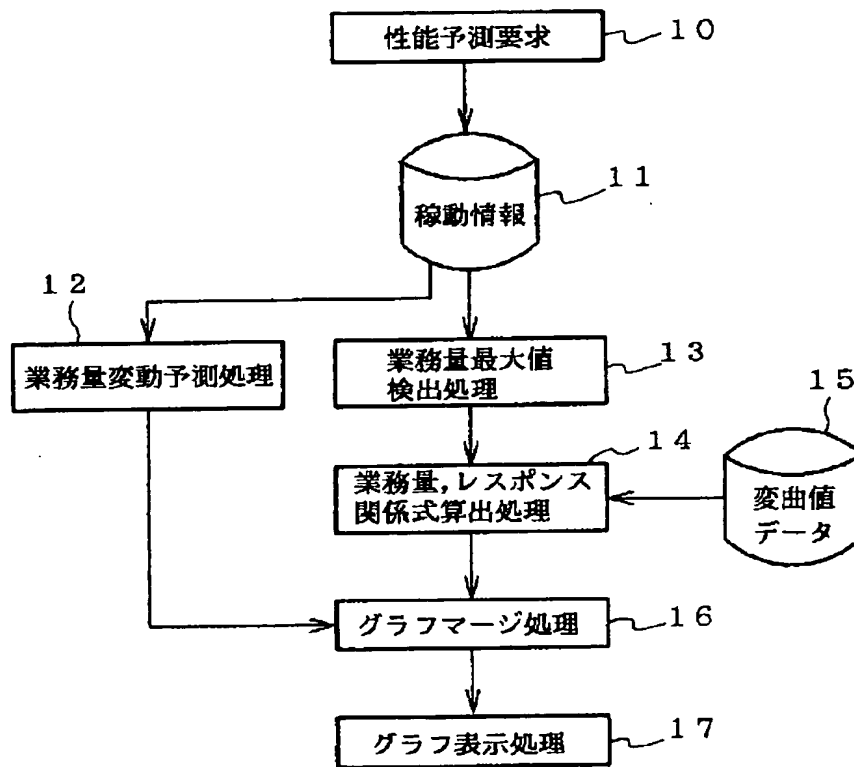 性能予測要求
10
稼動情報
11
12
業務量変動予測処理
業務量最大値
検出処理
13
14
業務量,レスポンス
関係式算出処理
15
変曲値
データ
グラフマージ処理
16
グラフ表示処理
17